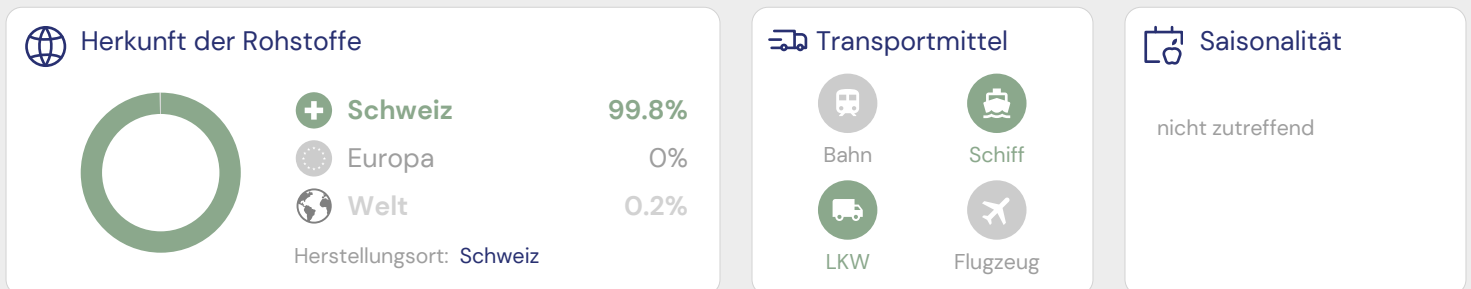 Herkunft der Rohstoffe
Schweiz 99.8%
Europa 0%
Welt 0.2%
Herstellungsort: Schweiz
Transportmittel
Bahn Schiff
LKW Flugzeug
Saisonalität
nicht zutreffend